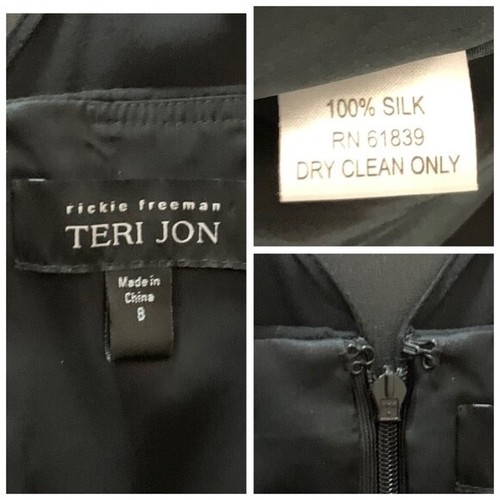 rickie freeman
TERI JON
Made in
China
8
100% SILK
RN 61839
DRY CLEAN ONLY